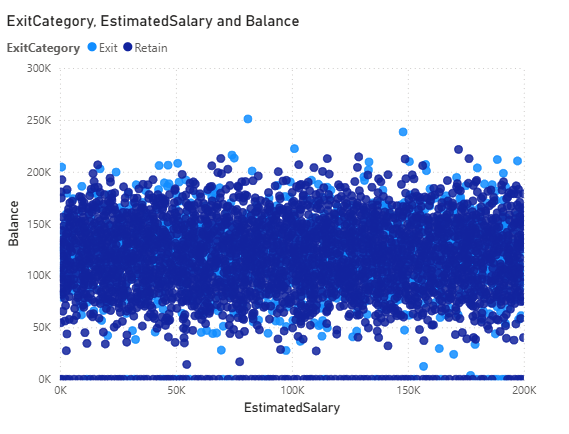 ExitCategory, EstimatedSalary and Balance
ExitCategory Exit Retain
300K
250K
200K
150K
100K
50K
0K
Balance
0K 50K 100K 150K 200K
EstimatedSalary